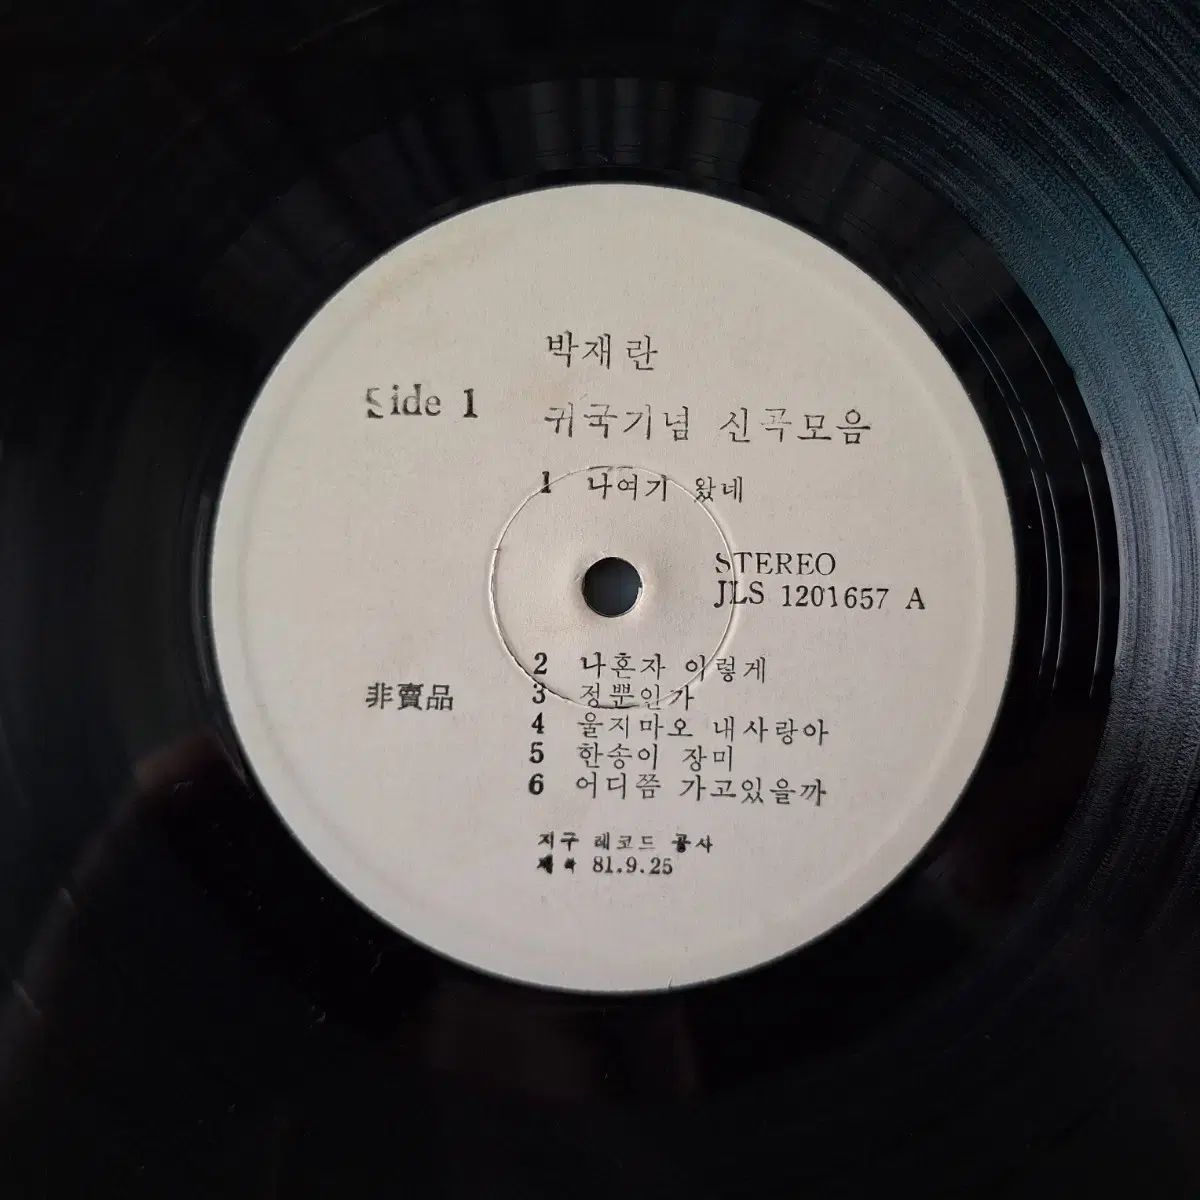 박재란
Side 1
귀국기념 신곡모음
1 나여기 왔네
STEREO
JLS 1201657 A
2 나혼자 이렇게
非賣品
3 정뿐인가
4 울지마오 내사랑아
5 한송이 장미
6 어디쯤 가고있을까
지구 레코드 공사
제작 81.9.25